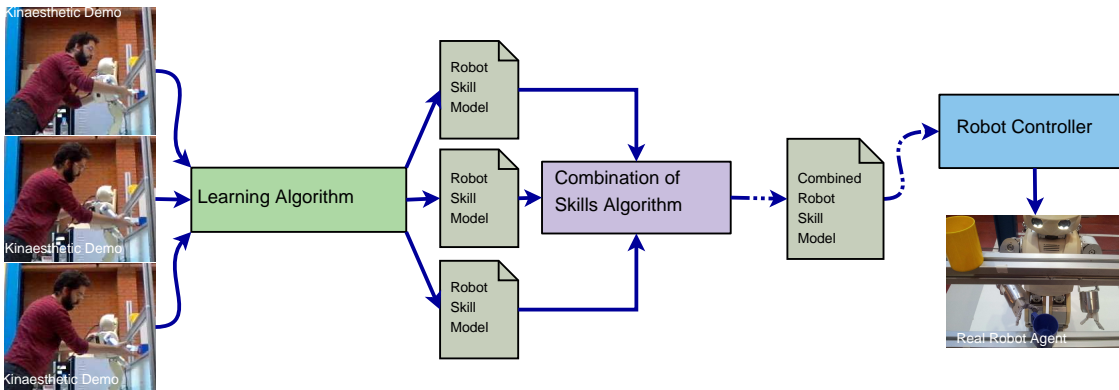 Kinaesthetic Demo
Kinaesthetic Demo
Kinaesthetic Demo
Learning Algorithm
Robot
Skill
Model
Robot
Skill
Model
Robot
Skill
Model
Combination of
Skills Algorithm
Combined
Robot
Skill
Model
Robot Controller
Real Robot Agent